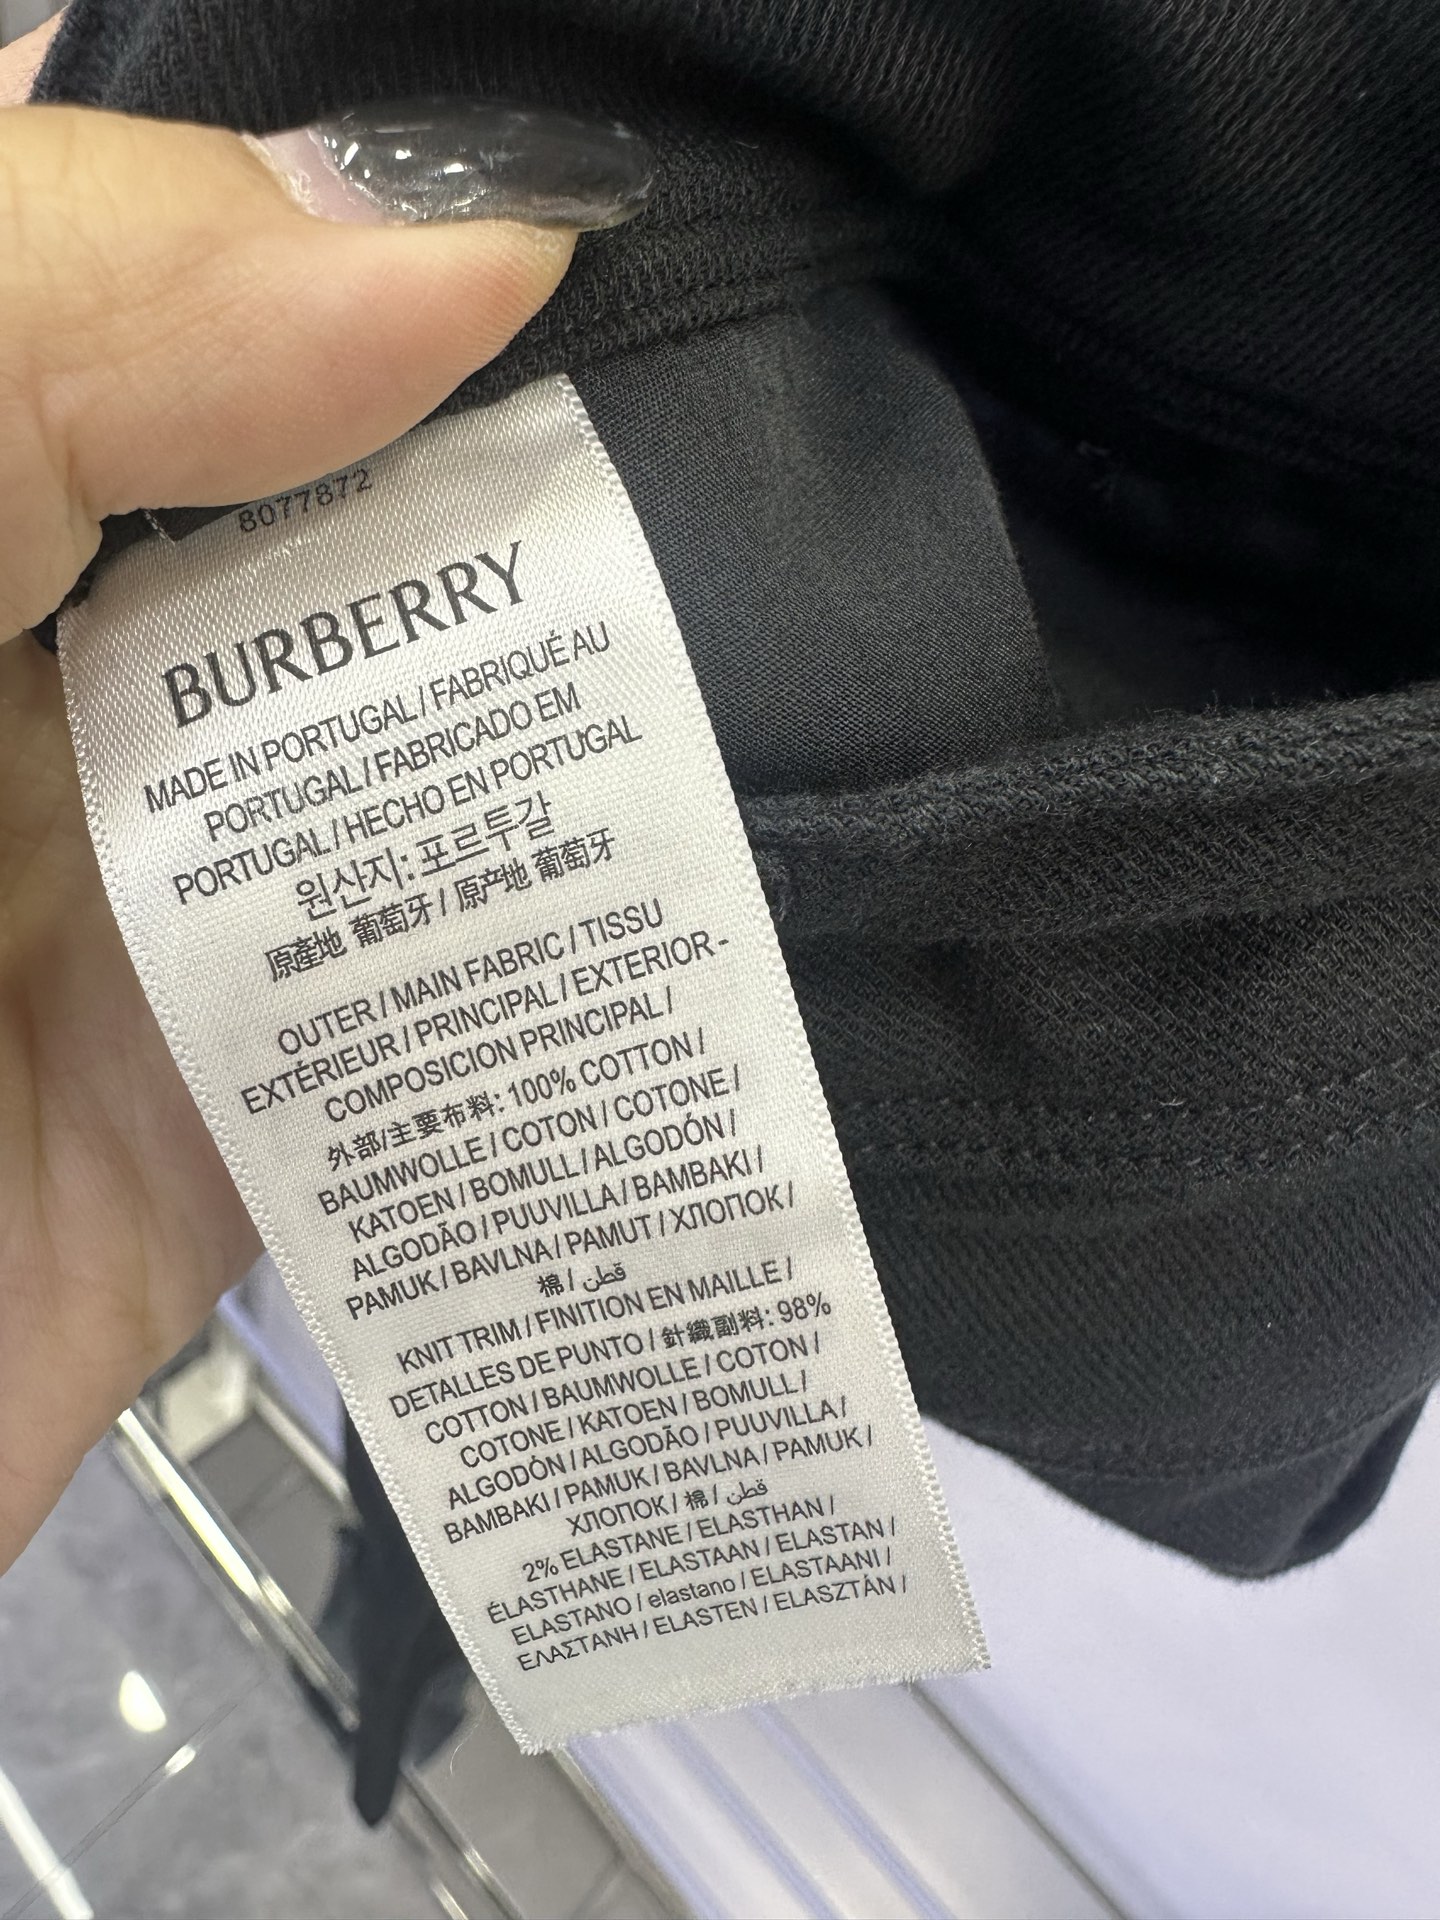 8077872
BURBERRY
MADE IN PORTUGAL / FABRIQUÉ AU
PORTUGAL / FABRICADO EM
PORTUGAL / HECHO EN PORTUGAL
원산지: 포르투갈
原產地 葡萄牙 / 原产地 葡萄牙
OUTER / MAIN FABRIC / TISSU
EXTÉRIEUR / PRINCIPAL / EXTERIOR -
COMPOSICION PRINCIPAL /
外部/主要布料: 100% COTTON /
BAUMWOLLE / COTON / COTONE /
KATOEN / BOMULL / ALGODÓN /
ALGODÃO / PUUVILLA / BAMBAKI /
PAMUK / BAVLNA / PAMUT / ХЛОПОК /
棉 / قطن
KNIT TRIM / FINITION EN MAILLE /
DETALLES DE PUNTO / 針織副料: 98%
COTTON / BAUMWOLLE / COTON /
COTONE / KATOEN / BOMULL /
ALGODÓN / ALGODÃO / PUUVILLA /
BAMBAKI / PAMUK / BAVLNA / PAMUK /
ХЛОПОК / 棉 / قطن
2% ELASTANE / ELASTHAN /
ÉLASTHANE / ELASTAAN / ELASTAN /
ELASTANO / elastano / ELASTAANI /
ΕΛΑΣΤΑΝΗ / ELASTEN / ELASZTÁN /